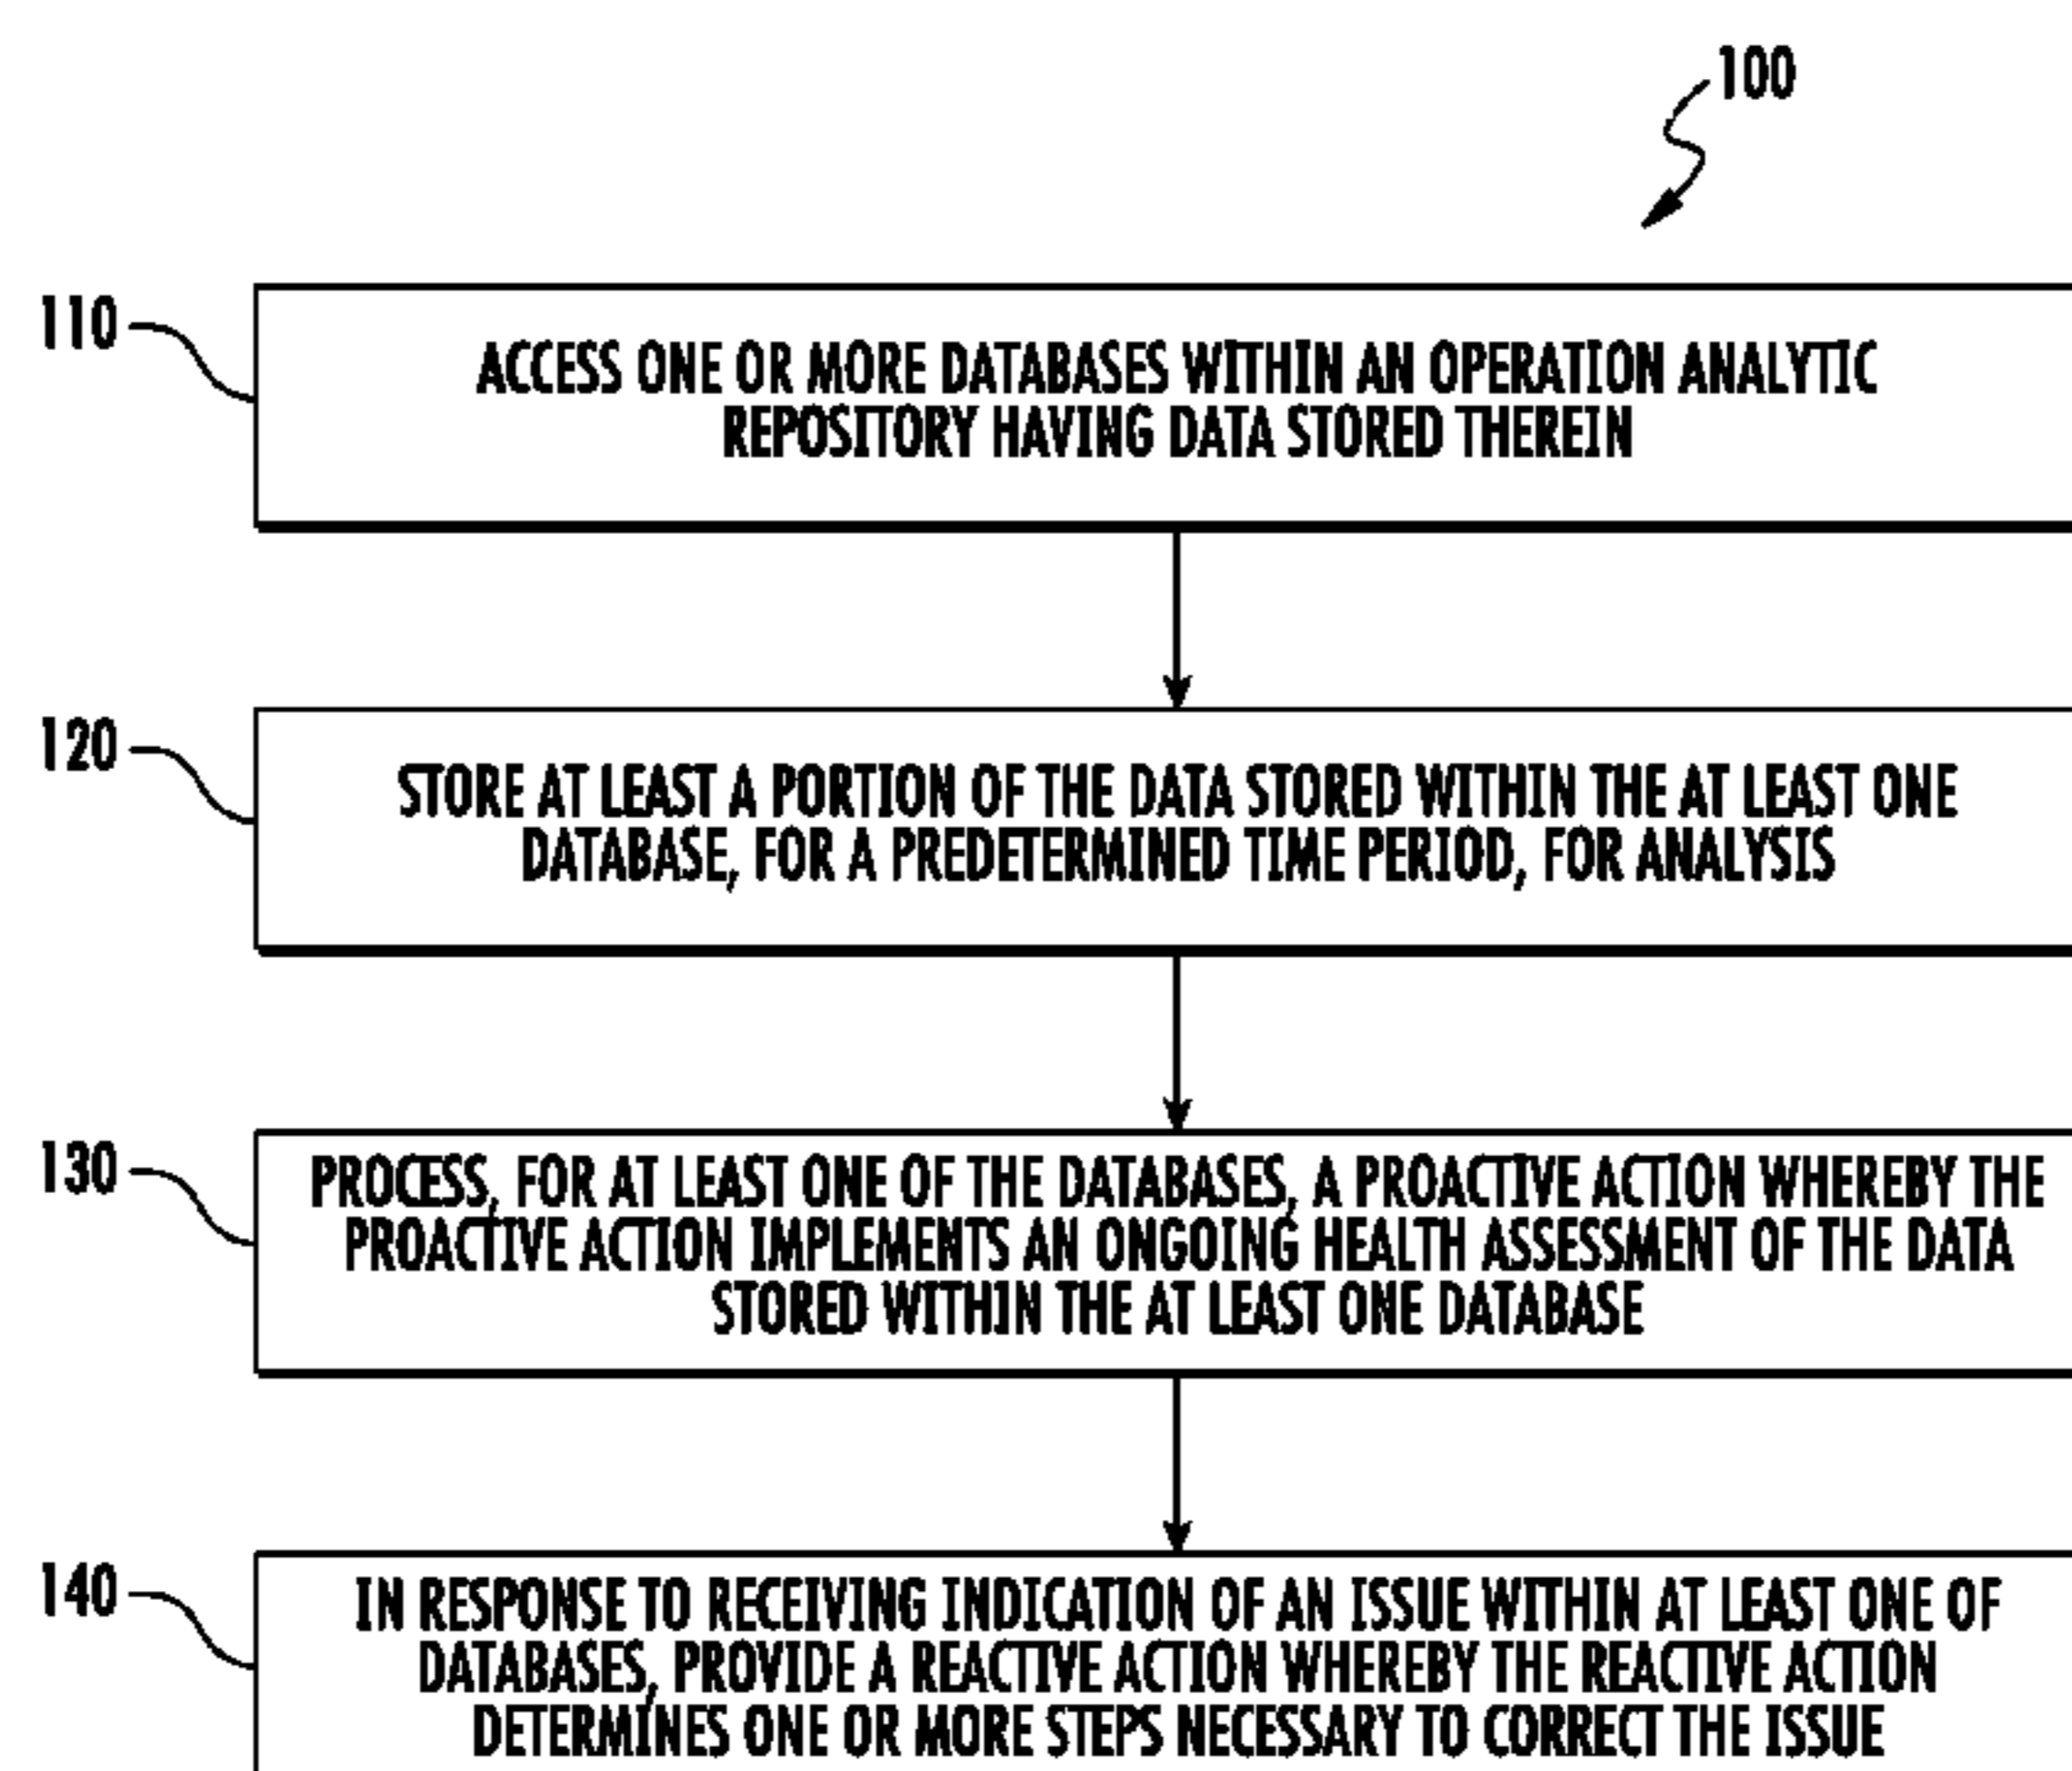 100
110
ACCESS ONE OR MORE DATABASES WITHIN AN OPERATION ANALYTIC
REPOSITORY HAVING DATA STORED THEREIN
120
STORE AT LEAST A PORTION OF THE DATA STORED WITHIN THE AT LEAST ONE
DATABASE, FOR A PREDETERMINED TIME PERIOD, FOR ANALYSIS
130
PROCESS, FOR AT LEAST ONE OF THE DATABASES, A PROACTIVE ACTION WHEREBY THE
PROACTIVE ACTION IMPLEMENTS AN ONGOING HEALTH ASSESSMENT OF THE DATA
STORED WITHIN THE AT LEAST ONE DATABASE
140
IN RESPONSE TO RECEIVING INDICATION OF AN ISSUE WITHIN AT LEAST ONE OF
DATABASES, PROVIDE A REACTIVE ACTION WHEREBY THE REACTIVE ACTION
DETERMINES ONE OR MORE STEPS NECESSARY TO CORRECT THE ISSUE